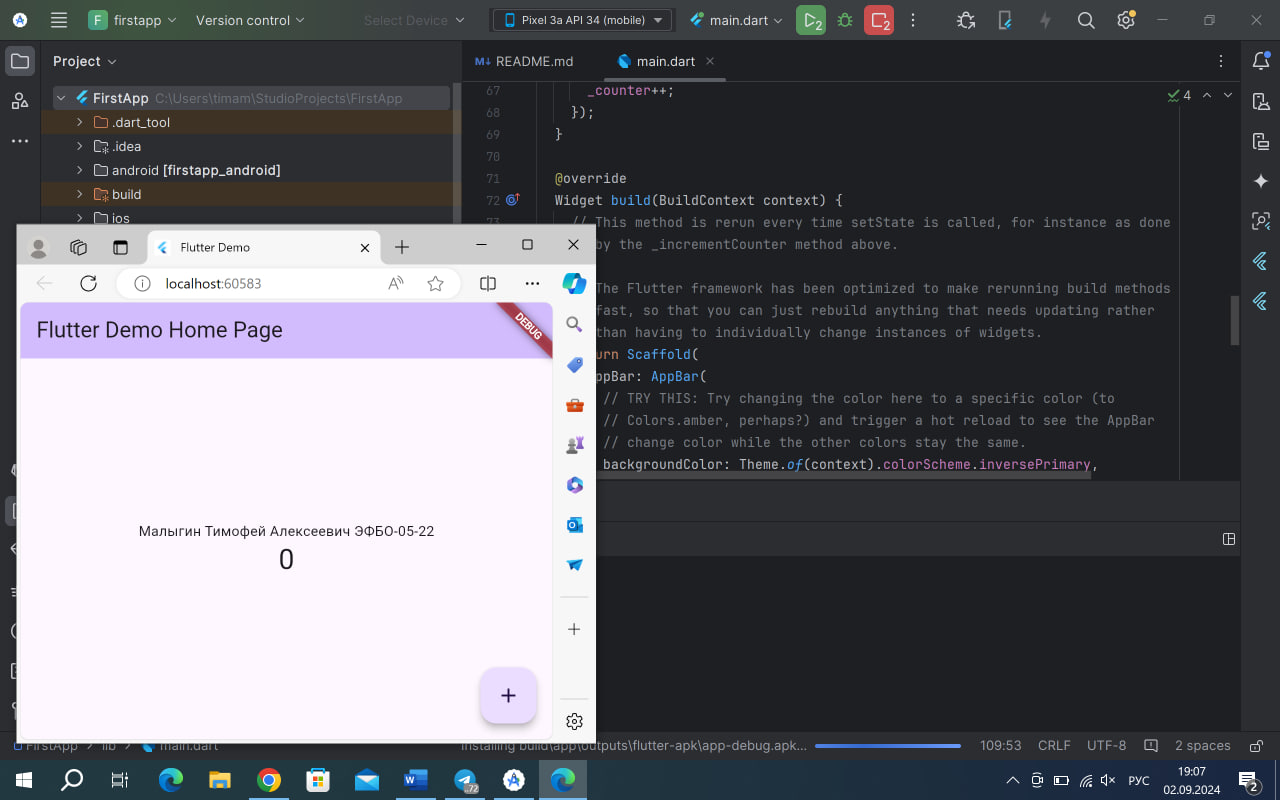 F firstapp Version control Select Device Pixel 3a API 34 (mobile) main.dart 2 2
Project
README.md main.dart
FirstApp C:\Users\timam\StudioProjects\FirstApp
.dart_tool
.idea
android [firstapp_android]
build
ios
67 _counter++;
4
68 });
69 }
70
71 @override
72 Widget build(BuildContext context) {
73 // This method is rerun every time setState is called, for instance as done
by the _incrementCounter method above.
The Flutter framework has been optimized to make rerunning build methods
fast, so that you can just rebuild anything that needs updating rather
than having to individually change instances of widgets.
urn Scaffold(
ppBar: AppBar(
// TRY THIS: Try changing the color here to a specific color (to
// Colors.amber, perhaps?) and trigger a hot reload to see the AppBar
// change color while the other colors stay the same.
backgroundColor: Theme.of(context).colorScheme.inversePrimary,
Flutter Demo
localhost:60583
Flutter Demo Home Page
DEBUG
Малыгин Тимофей Алексеевич ЭФБО-05-22
0
+
FirstApp > lib > main.dart
Installing build\app\outputs\flutter-apk\app-debug.apk...
109:53 CRLF UTF-8 2 spaces
72
РУС
19:07
02.09.2024
2